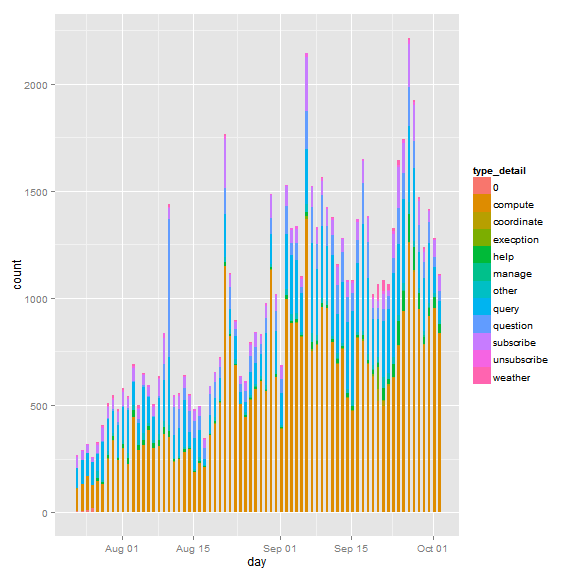 2000
1500
1000
500
0
count
Aug 01
Aug 15
Sep 01
Sep 15
Oct 01
day
type_detail
0
compute
coordinate
execption
help
manage
other
query
question
subscribe
unsubscribe
weather